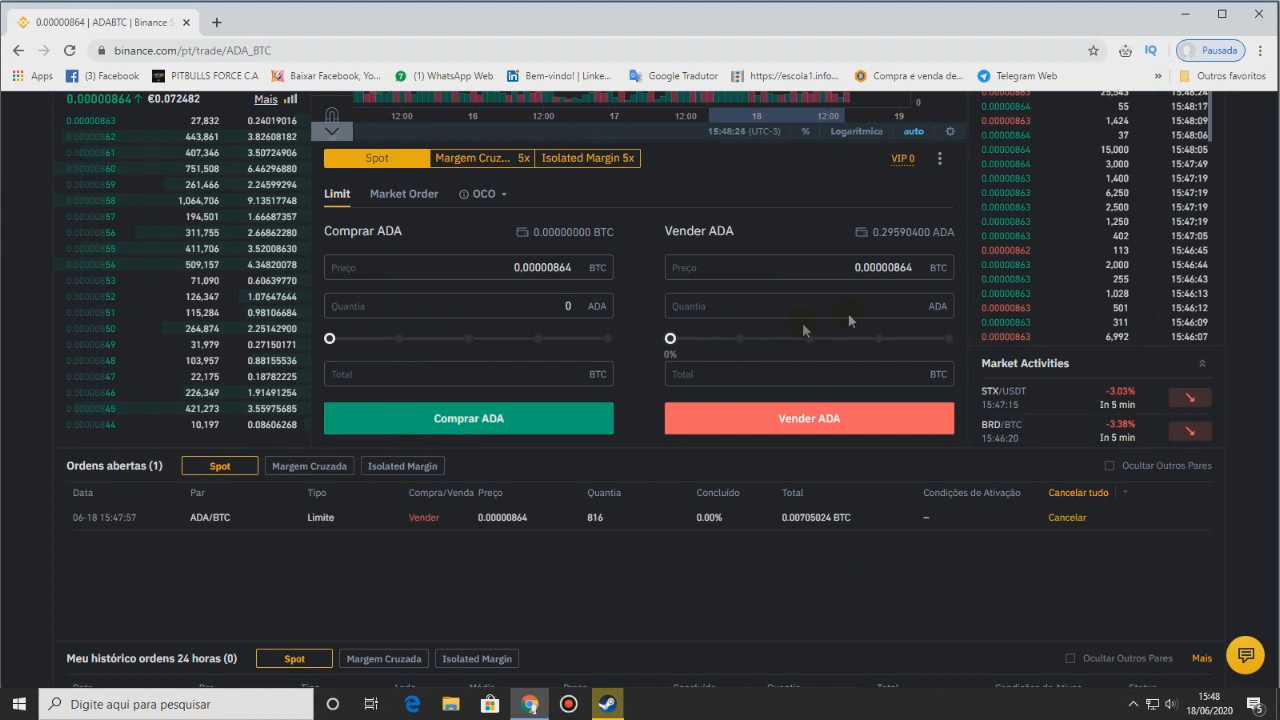 0.00000864 | ADABTC | Binance S
binance.com/pt/trade/ADA_BTC
IQ
Pausada
Apps
(3) Facebook
PITBULLS FORCE C.A
Baixar Facebook, Yo...
(1) WhatsApp Web
Bem-vindo! | Linke...
Google Tradutor
https://escola1.info...
Compra e venda de...
Telegram Web
»
Outros favoritos
0.00000864↑ €0.072482 Mais
0.00000863 27,832 0.24019016
0.00000862 443,861 3.82608182
0.00000861 407,346 3.50724906
0.00000860 751,508 6.46296880
0.00000859 261,466 2.24599294
0.00000858 1,064,706 9.13517748
0.00000857 194,501 1.66687357
0.00000856 311,755 2.66862280
0.00000855 411,706 3.52008630
0.00000854 509,157 4.34820078
0.00000853 71,090 0.60639770
0.00000852 126,347 1.07647644
0.00000851 115,284 0.98106684
0.00000850 264,874 2.25142900
0.00000849 31,979 0.27150171
0.00000848 103,957 0.88155536
0.00000847 22,175 0.18782225
0.00000846 226,349 1.91491254
0.00000845 421,273 3.55975685
0.00000844 10,197 0.08606268
0
12:00 16 12:00 17 12:00 18 12:00 19
15:48:24 (UTC-3) % Logarítmica auto
Spot
Margem Cruz... 5x
Isolated Margin 5x
VIP 0
Limit
Market Order
OCO
Comprar ADA
0.00000000 BTC
Preço 0,00000864 BTC
Quantia 0 ADA
Total BTC
Comprar ADA
Vender ADA
0.29590400 ADA
Preço 0,00000864 BTC
Quantia ADA
0%
Total BTC
Vender ADA
25,543 15:48:24
55 15:48:17
1,424 15:48:09
37 15:48:06
15,000 15:48:04
0.00000864 3,000 15:47:49
0.00000863 1,400 15:47:19
0.00000863 6,250 15:47:19
0.00000863 2,500 15:47:19
0.00000863 1,250 15:47:19
0.00000863 402 15:47:05
0.00000862 113 15:46:45
0.00000863 2,000 15:46:44
0.00000863 255 15:46:43
0.00000863 1,028 15:46:13
0.00000863 501 15:46:12
0.00000863 311 15:46:09
0.00000863 6,992 15:46:07
Market Activities
STX/USDT -3.03%
15:47:15 In 5 min
BRD/BTC -3.38%
15:46:20 In 5 min
Ordens abertas (1)
Spot
Margem Cruzada
Isolated Margin
Ocultar Outros Pares
Data Par Tipo Compra/Venda Preço Quantia Concluído Total Condições de Ativação Cancelar tudo
06-18 15:47:57 ADA/BTC Limite Vender 0.00000864 816 0.00% 0.00705024 BTC – Cancelar
Meu histórico ordens 24 horas (0)
Spot
Margem Cruzada
Isolated Margin
Ocultar Outros Pares
Mais
Digite aqui para pesquisar
15:48
18/06/2020